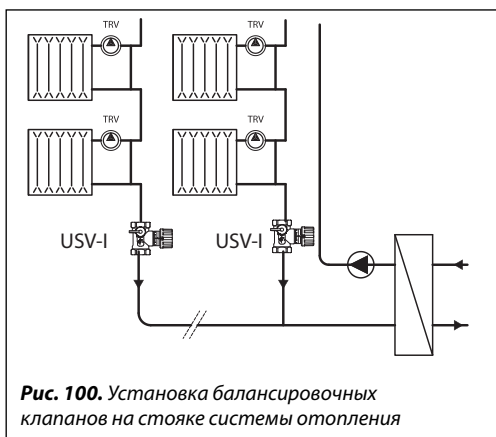 TRV
TRV
TRV
TRV
USV-I
USV-I
Рис. 100. Установка балансировочных
клапанов на стояке системы отопления